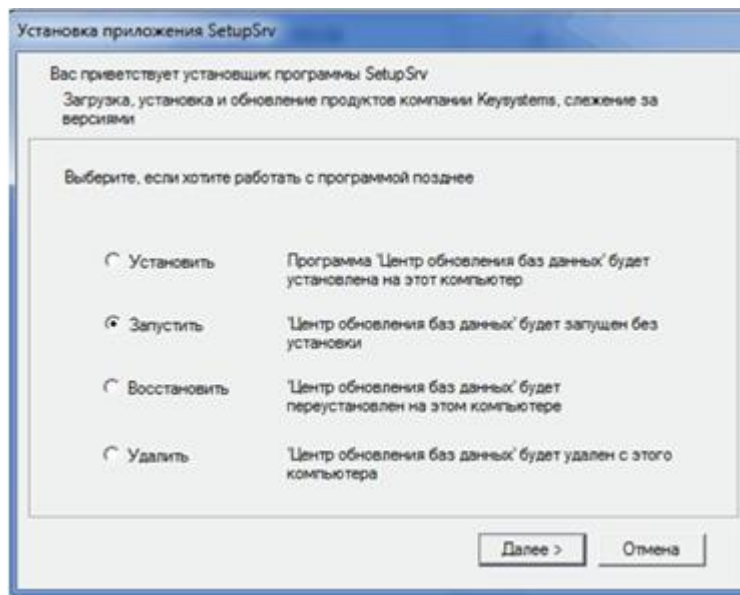 Установка приложения SetupSrv
Вас приветствует установщик программы SetupSrv
Загрузка, установка и обновление продуктов компании Keysystems, слежение за
версиями
Выберите, если хотите работать с программой позднее
Установить
Программа 'Центр обновления баз данных' будет
установлена на этот компьютер
Запустить
'Центр обновления баз данных' будет запущен без
установки
Восстановить
'Центр обновления баз данных' будет
переустановлен на этом компьютере
Удалить
'Центр обновления баз данных' будет удален с этого
компьютера
Далее >
Отмена